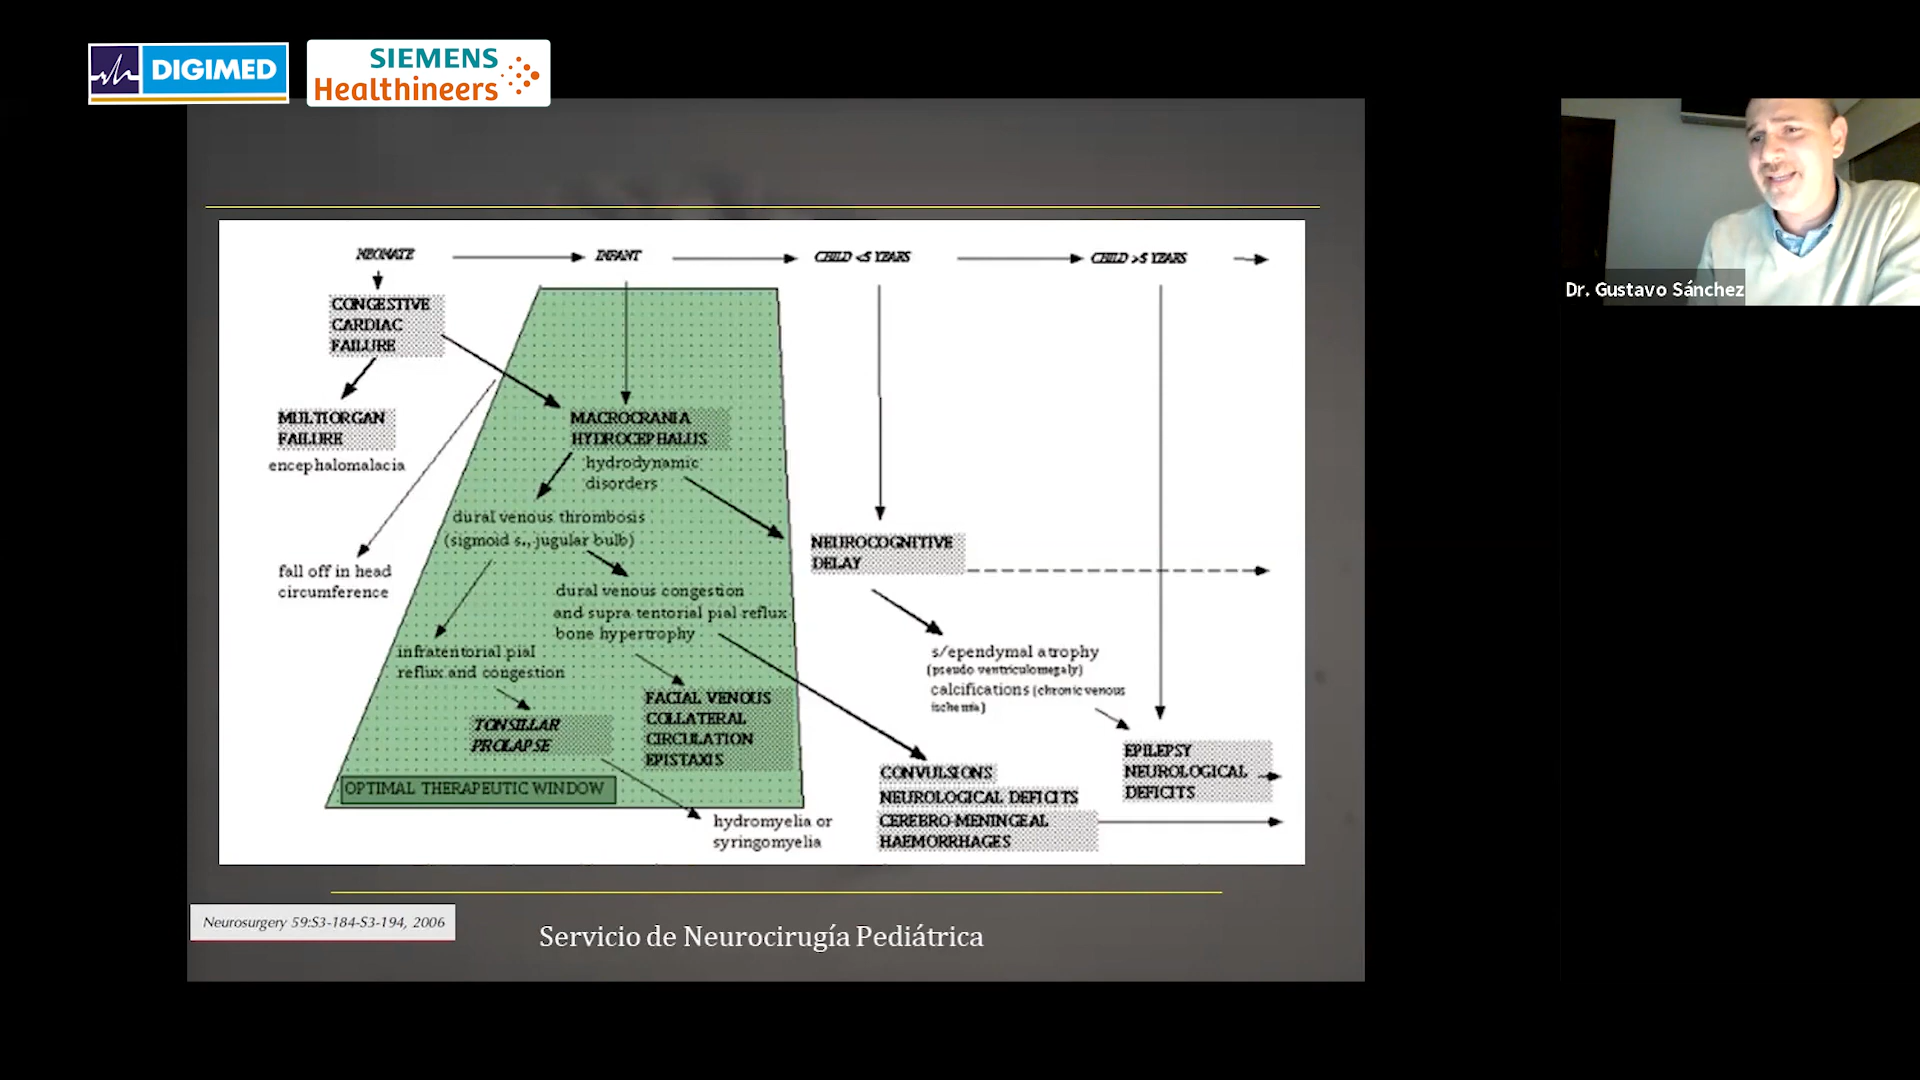 DIGIMED
SIEMENS
Healthineers
NEONATE
INFANT
CHILD <5 YEARS
CHILD >5 YEARS
CONGESTIVE
CARDIAC
FAILURE
MULTIORGAN
FAILURE
encephalomalacia
fall off in head
circumference
MACROCRANIA
HYDROCEPHALUS
hydrodynamic
disorders
dural venous thrombosis
(sigmoid s., jugular bulb)
dural venous congestion
and supra tentorial pial reflux
bone hypertrophy
infratentorial pial
reflux and congestion
TONSILLAR
PROLAPSE
FACIAL VENOUS
COLLATERAL
CIRCULATION
EPISTAXIS
OPTIMAL THERAPEUTIC WINDOW
hydromyelia or
syringomyelia
NEUROCOGNITIVE
DELAY
s/ependymal atrophy
(pseudo ventriculomegaly)
calcifications (chronic venous
ischemia)
CONVULSIONS
NEUROLOGICAL DEFICITS
CEREBRO-MENINGEAL
HAEMORRHAGES
EPILEPSY
NEUROLOGICAL
DEFICITS
Neurosurgery 59:S3-184-S3-194, 2006
Servicio de Neurocirugía Pediátrica
Dr. Gustavo Sánchez